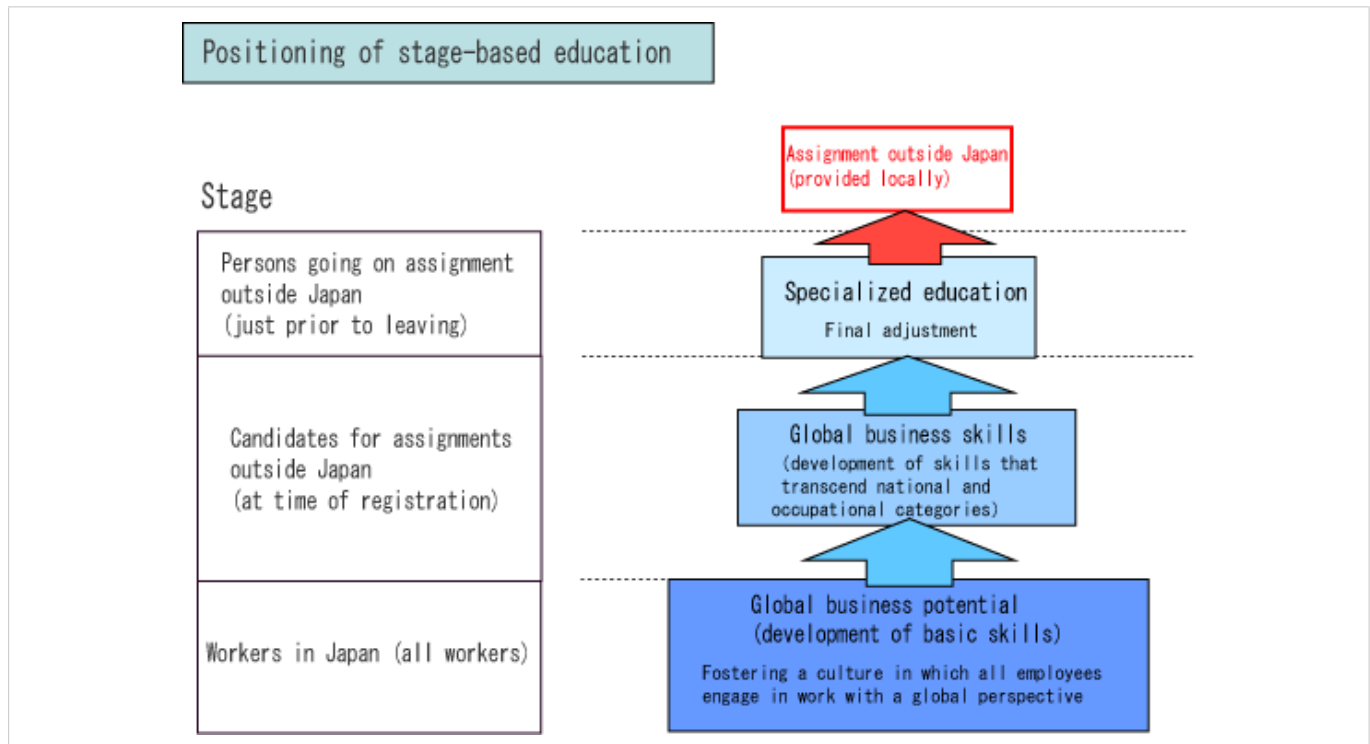 Positioning of stage-based education
Stage
Persons going on assignment
outside Japan
(just prior to leaving)
Candidates for assignments
outside Japan
(at time of registration)
Workers in Japan (all workers)
Assignment outside Japan
(provided locally)
Specialized education
Final adjustment
Global business skills
(development of skills that
transcend national and
occupational categories)
Global business potential
(development of basic skills)
Fostering a culture in which all employees
engage in work with a global perspective